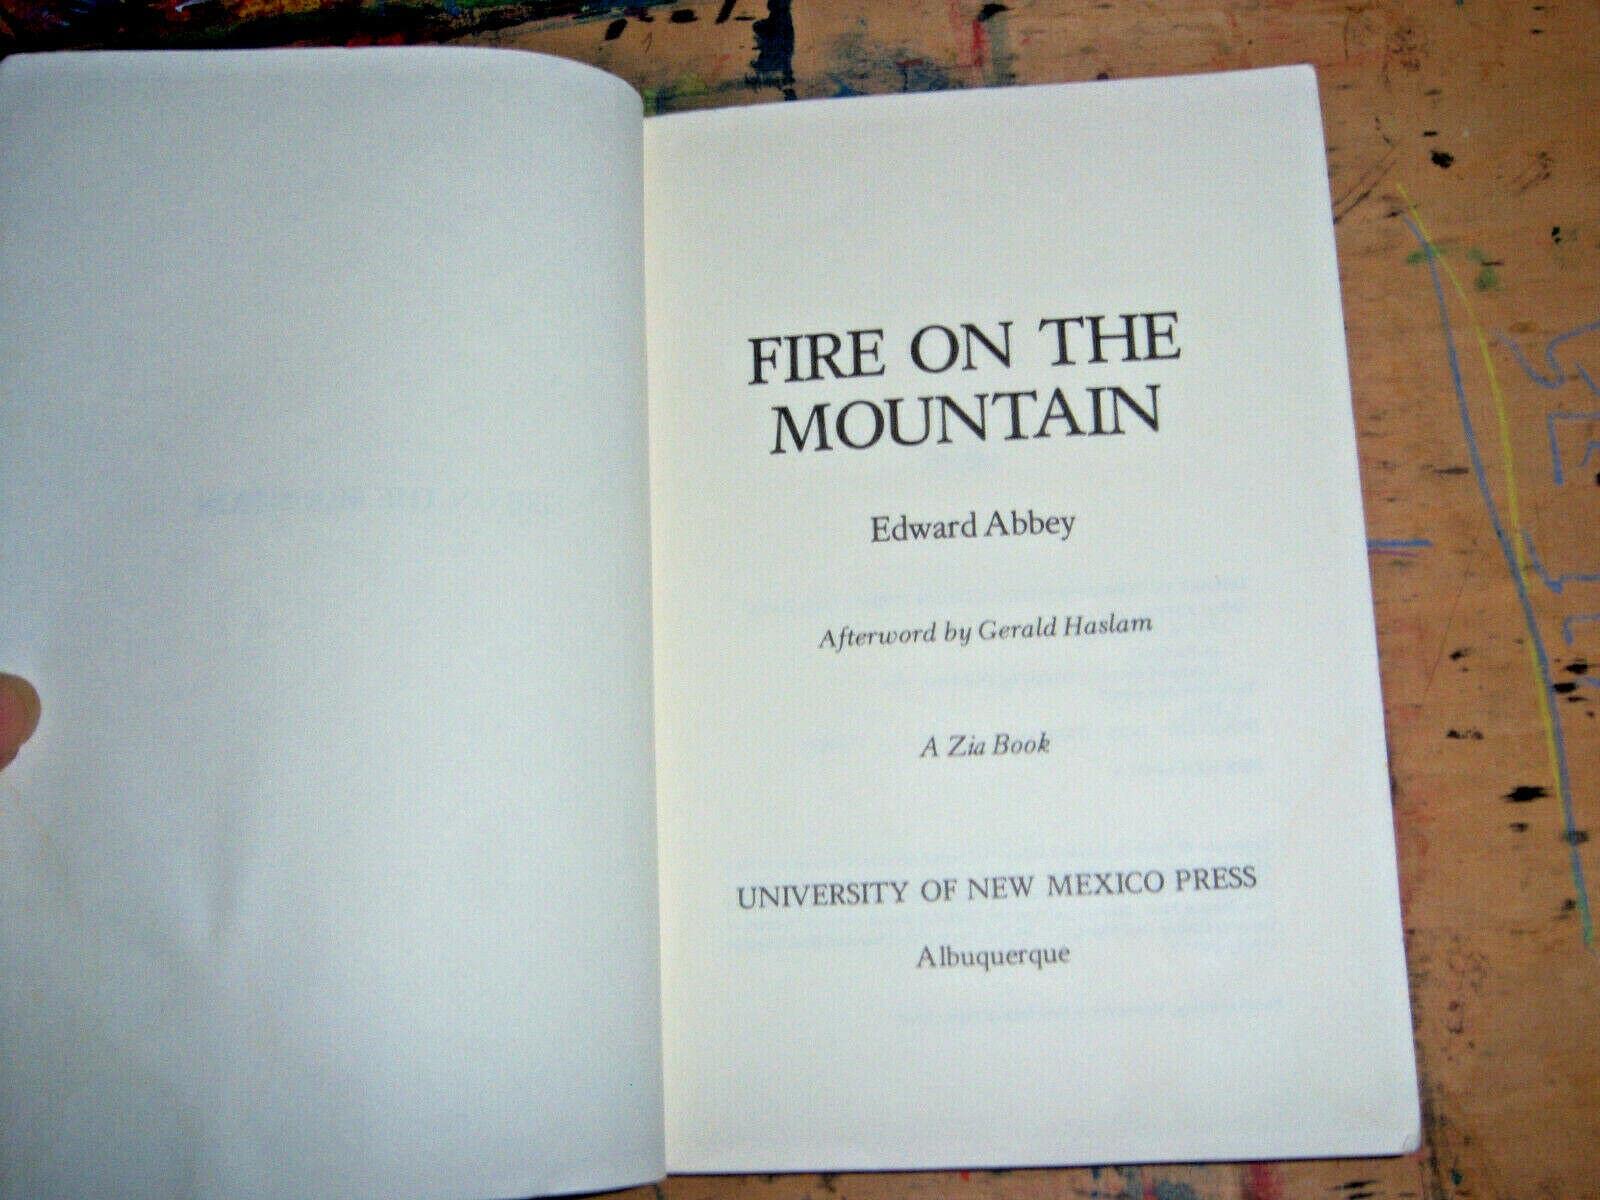 FIRE ON THE
MOUNTAIN
Edward Abbey
Afterword by Gerald Haslam
A Zia Book
UNIVERSITY OF NEW MEXICO PRESS
Albuquerque